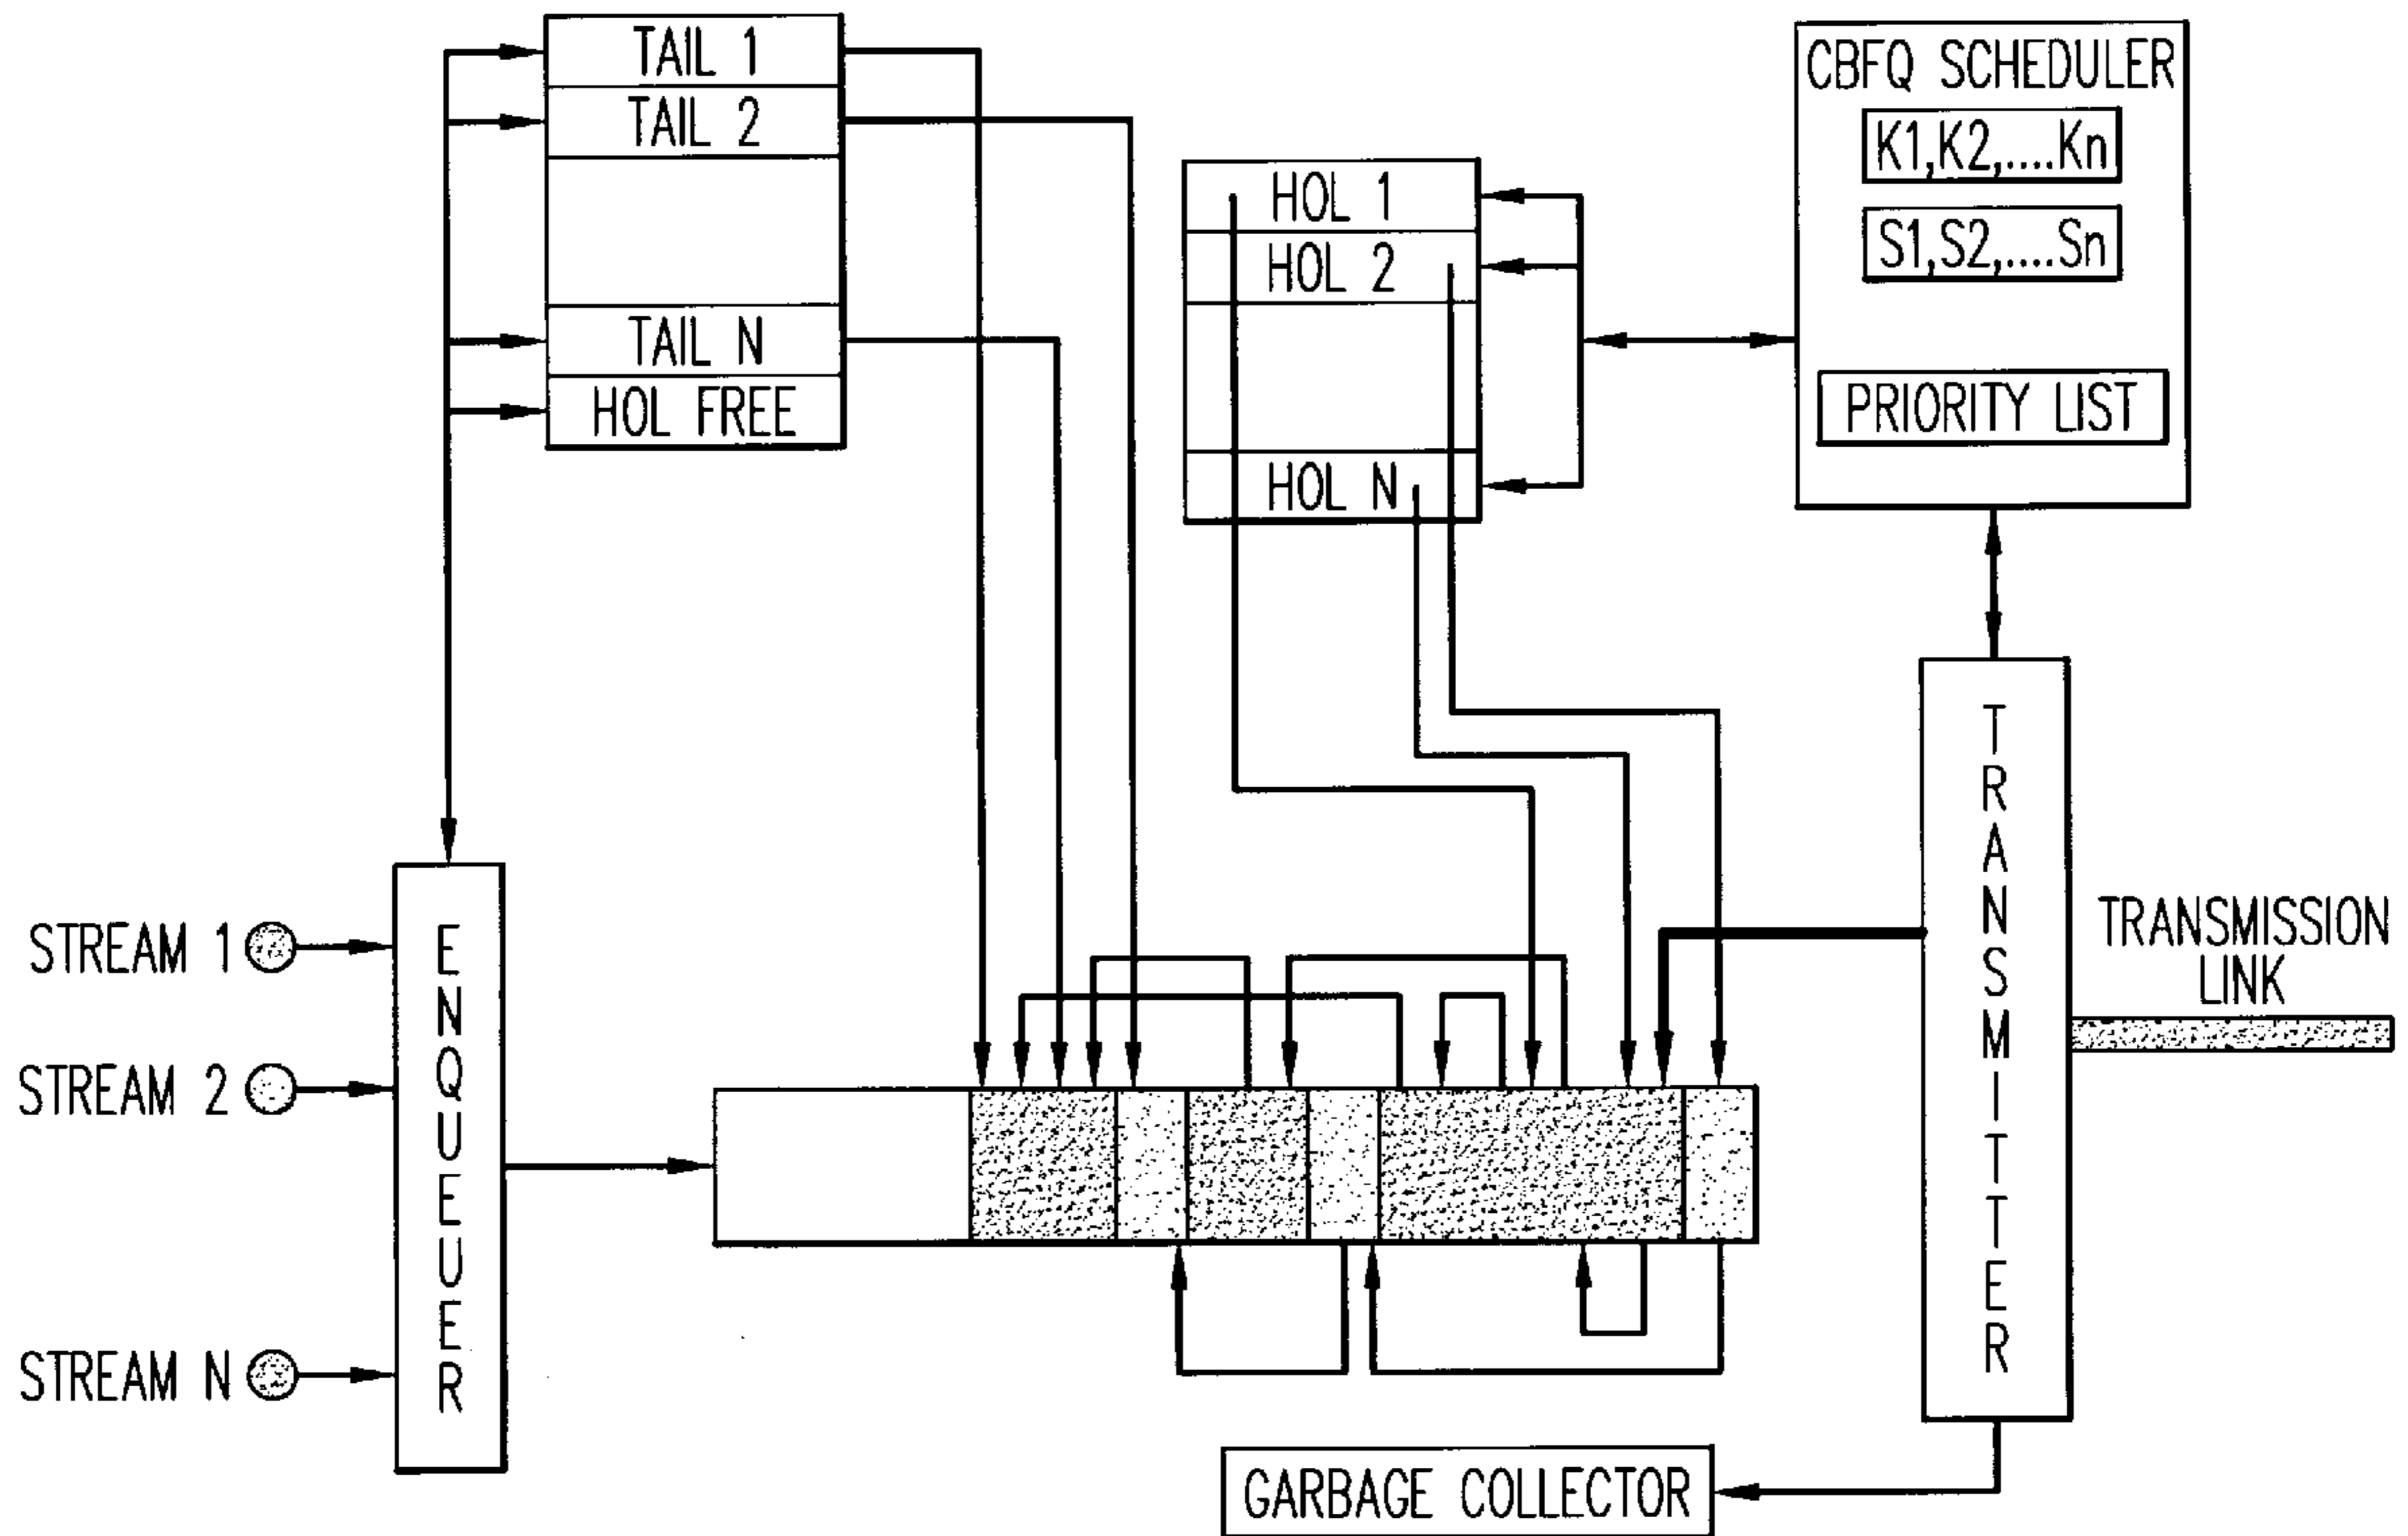 TAIL 1
TAIL 2
TAIL N
HOL FREE
HOL 1
HOL 2
HOL N
CBFQ SCHEDULER
K1,K2,....Kn
S1,S2,....Sn
PRIORITY LIST
STREAM 1
STREAM 2
STREAM N
ENQUEUER
TRANSMITTER
TRANSMISSION
LINK
GARBAGE COLLECTOR